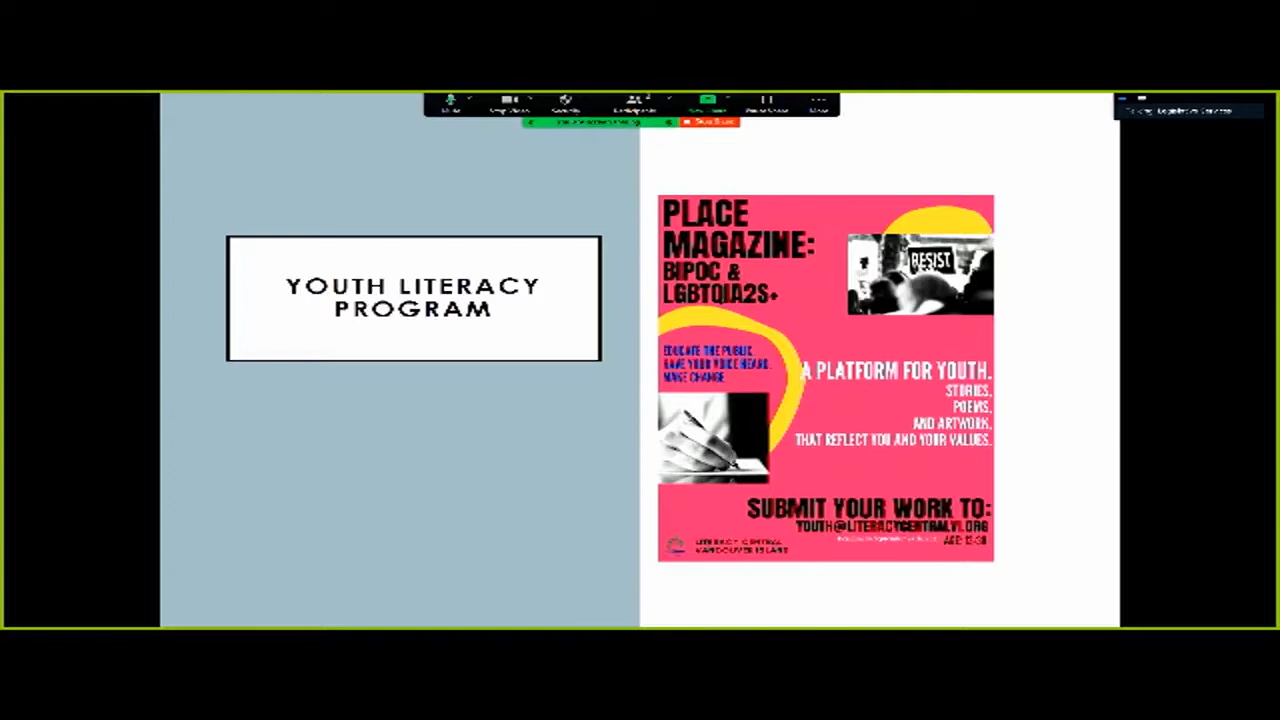 Participants
YOUTH LITERACY
PROGRAM
PLACE
MAGAZINE:
BIPOC &
LGBTQIA2S+
RESIST
EDUCATE THE PUBLIC.
HAVE YOUR VOICE HEARD.
MAKE CHANGE
A PLATFORM FOR YOUTH.
STORIES,
POEMS,
AND ARTWORK,
THAT REFLECT YOU AND YOUR VALUES.
SUBMIT YOUR WORK TO:
YOUTH@LITERACYCENTRALVI.ORG
LITERACY CENTRAL
VANCOUVER ISLAND